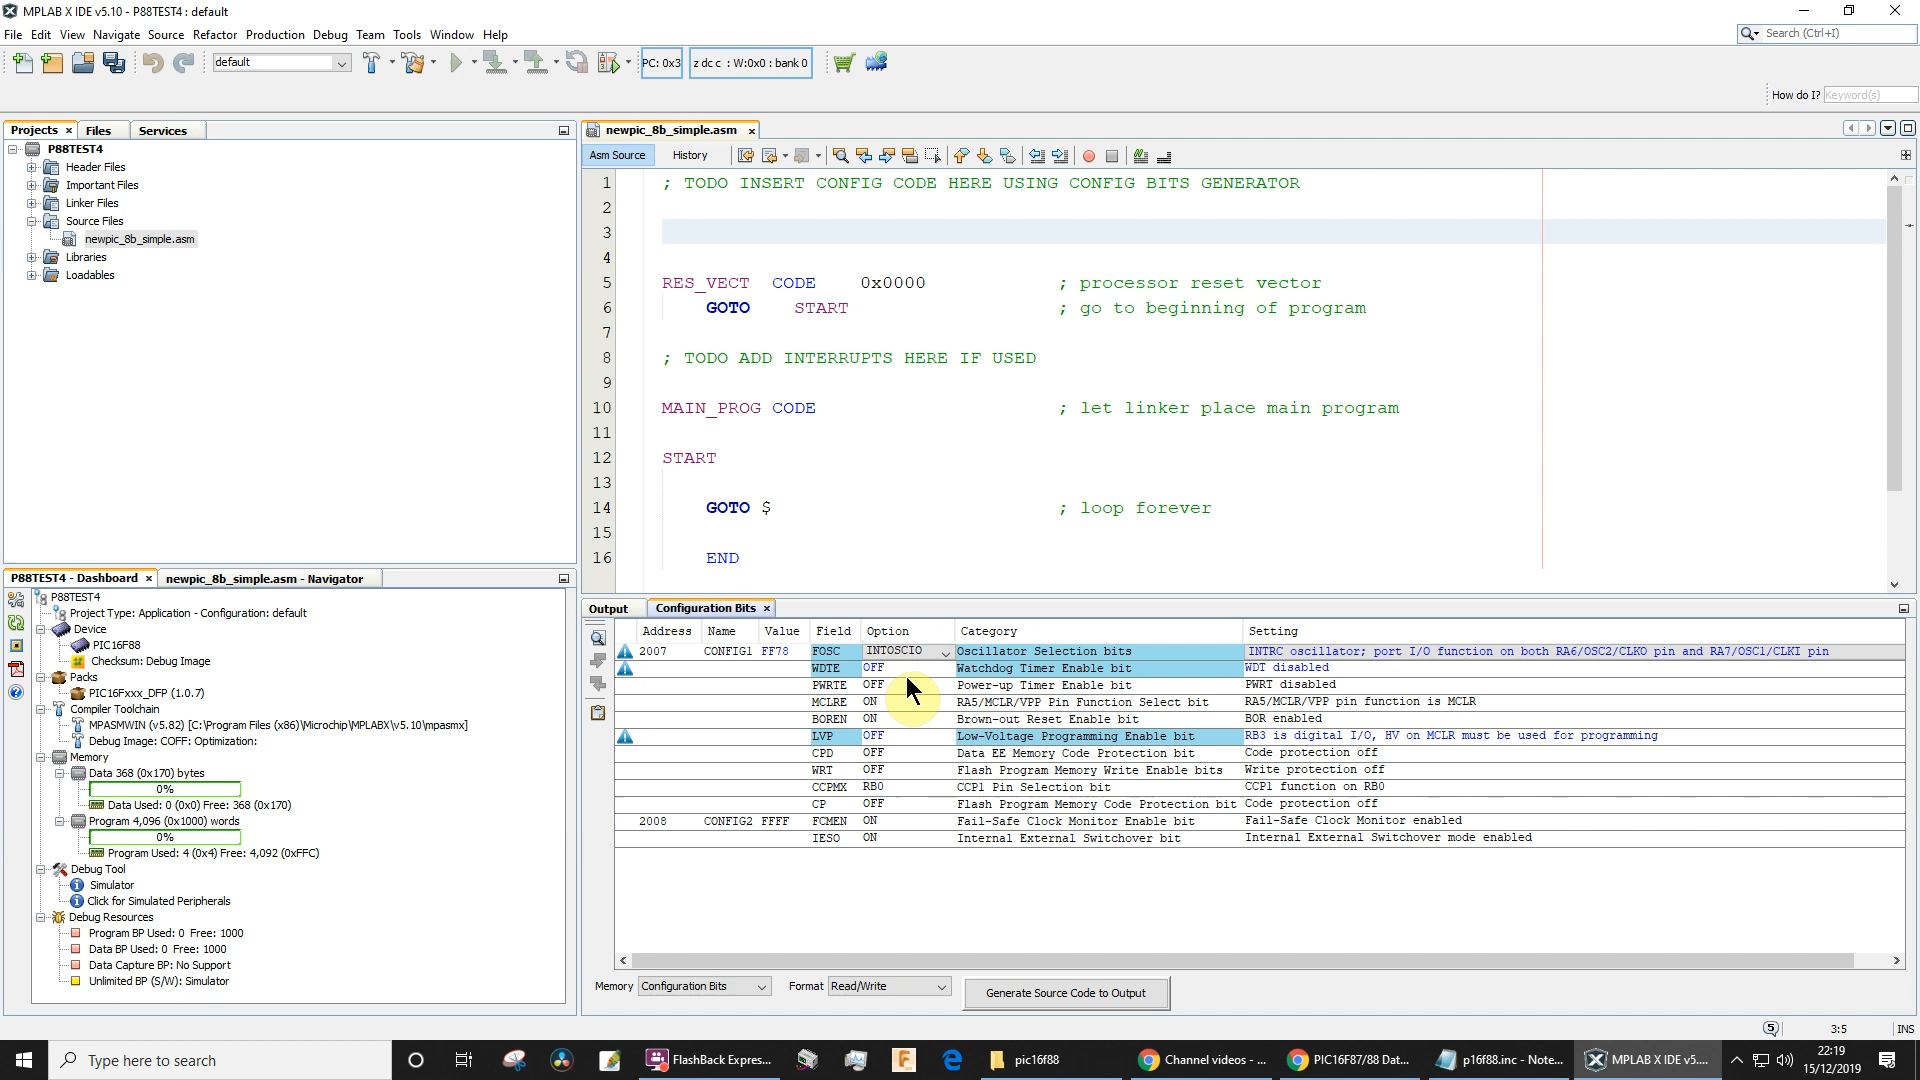 MPLAB X IDE v5.10 - P88TEST4 : default
File Edit View Navigate Source Refactor Production Debug Team Tools Window Help
Search (Ctrl+I)
default
PC: 0x3
z dc c : W:0x0 : bank 0
How do I? Keyword(s)
Projects Files Services
P88TEST4
Header Files
Important Files
Linker Files
Source Files
newpic_8b_simple.asm
Libraries
Loadables
newpic_8b_simple.asm
Asm Source History
1 ; TODO INSERT CONFIG CODE HERE USING CONFIG BITS GENERATOR
2
3
4
5 RES_VECT CODE 0x0000 ; processor reset vector
6 GOTO START ; go to beginning of program
7
8 ; TODO ADD INTERRUPTS HERE IF USED
9
10 MAIN_PROG CODE ; let linker place main program
11
12 START
13
14 GOTO $ ; loop forever
15
16 END
P88TEST4 - Dashboard newpic_8b_simple.asm - Navigator
P88TEST4
Project Type: Application - Configuration: default
Device
PIC16F88
Checksum: Debug Image
Packs
PIC16Fxxx_DFP (1.0.7)
Compiler Toolchain
MPASMWIN (v5.82) [C:\Program Files (x86)\Microchip\MPLABX\v5.10\mpasmx]
Debug Image: COFF: Optimization:
Memory
Data 368 (0x170) bytes
0%
Data Used: 0 (0x0) Free: 368 (0x170)
Program 4,096 (0x1000) words
0%
Program Used: 4 (0x4) Free: 4,092 (0xFFC)
Debug Tool
Simulator
Click for Simulated Peripherals
Debug Resources
Program BP Used: 0 Free: 1000
Data BP Used: 0 Free: 1000
Data Capture BP: No Support
Unlimited BP (S/W): Simulator
Output Configuration Bits
Address Name Value Field Option Category Setting
2007 CONFIG1 FF78 FOSC INTOSCIO Oscillator Selection bits INTRC oscillator; port I/O function on both RA6/OSC2/CLKO pin and RA7/OSC1/CLKI pin
WDTE OFF Watchdog Timer Enable bit WDT disabled
PWRTE OFF Power-up Timer Enable bit PWRT disabled
MCLRE ON RA5/MCLR/VPP Pin Function Select bit RA5/MCLR/VPP pin function is MCLR
BOREN ON Brown-out Reset Enable bit BOR enabled
LVP OFF Low-Voltage Programming Enable bit RB3 is digital I/O, HV on MCLR must be used for programming
CPD OFF Data EE Memory Code Protection bit Code protection off
WRT OFF Flash Program Memory Write Enable bits Write protection off
CCPMX RB0 CCP1 Pin Selection bit CCP1 function on RB0
CP OFF Flash Program Memory Code Protection bit Code protection off
2008 CONFIG2 FFFF FCMEN ON Fail-Safe Clock Monitor Enable bit Fail-Safe Clock Monitor enabled
IESO ON Internal External Switchover bit Internal External Switchover mode enabled
Memory Configuration Bits Format Read/Write Generate Source Code to Output
5 3:5 INS
Type here to search
FlashBack Expres...
pic16f88
Channel videos - ...
PIC16F87/88 Dat...
p16f88.inc - Note...
MPLAB X IDE v5....
22:19
15/12/2019